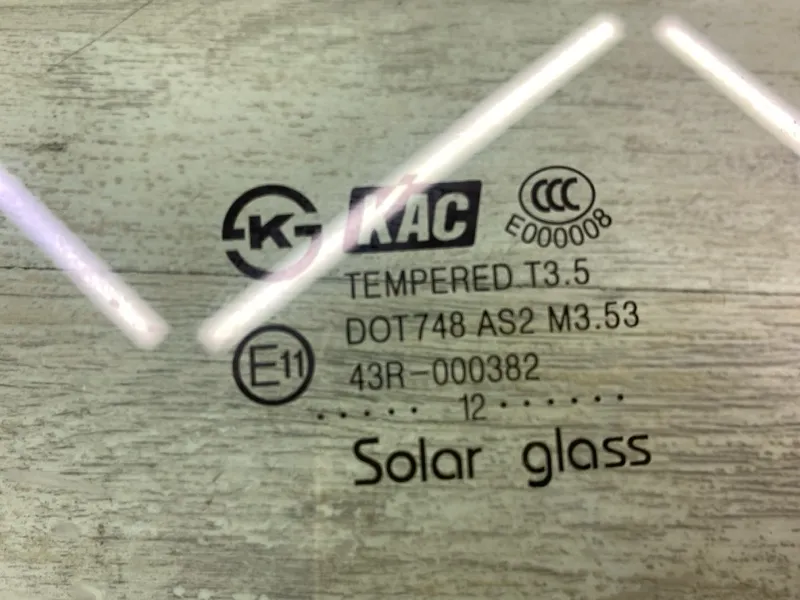 K
KAC
CCC
E000008
TEMPERED T3.5
DOT748 AS2 M3.53
E11
43R-000382
. . . . . 12 . . . . . .
Solar glass